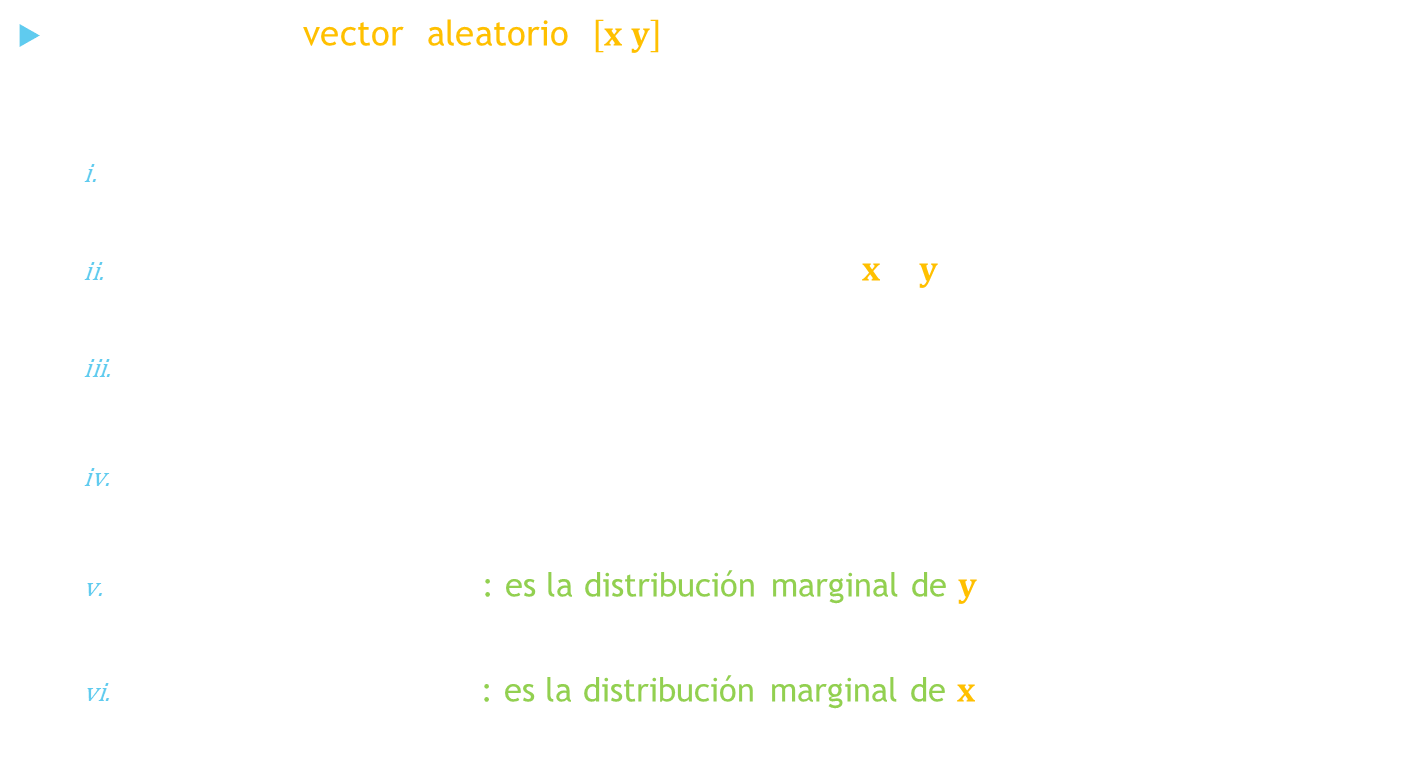 ▶ vector aleatorio [x y]
i.
ii. x y
iii.
iv.
v. : es la distribución marginal de y
vi. : es la distribución marginal de x